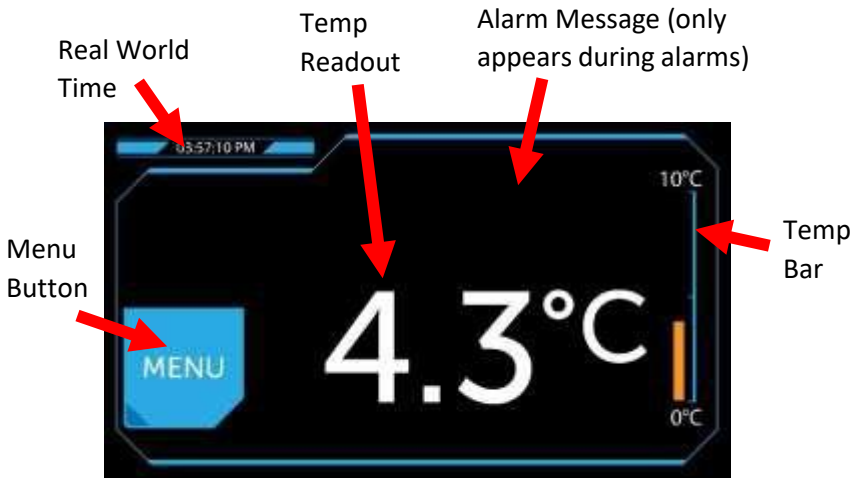 Real World
Time
Temp
Readout
Alarm Message (only
appears during alarms)
03:57:10 PM
10°C
Temp
Bar
Menu
Button
4.3°C
MENU
0°C